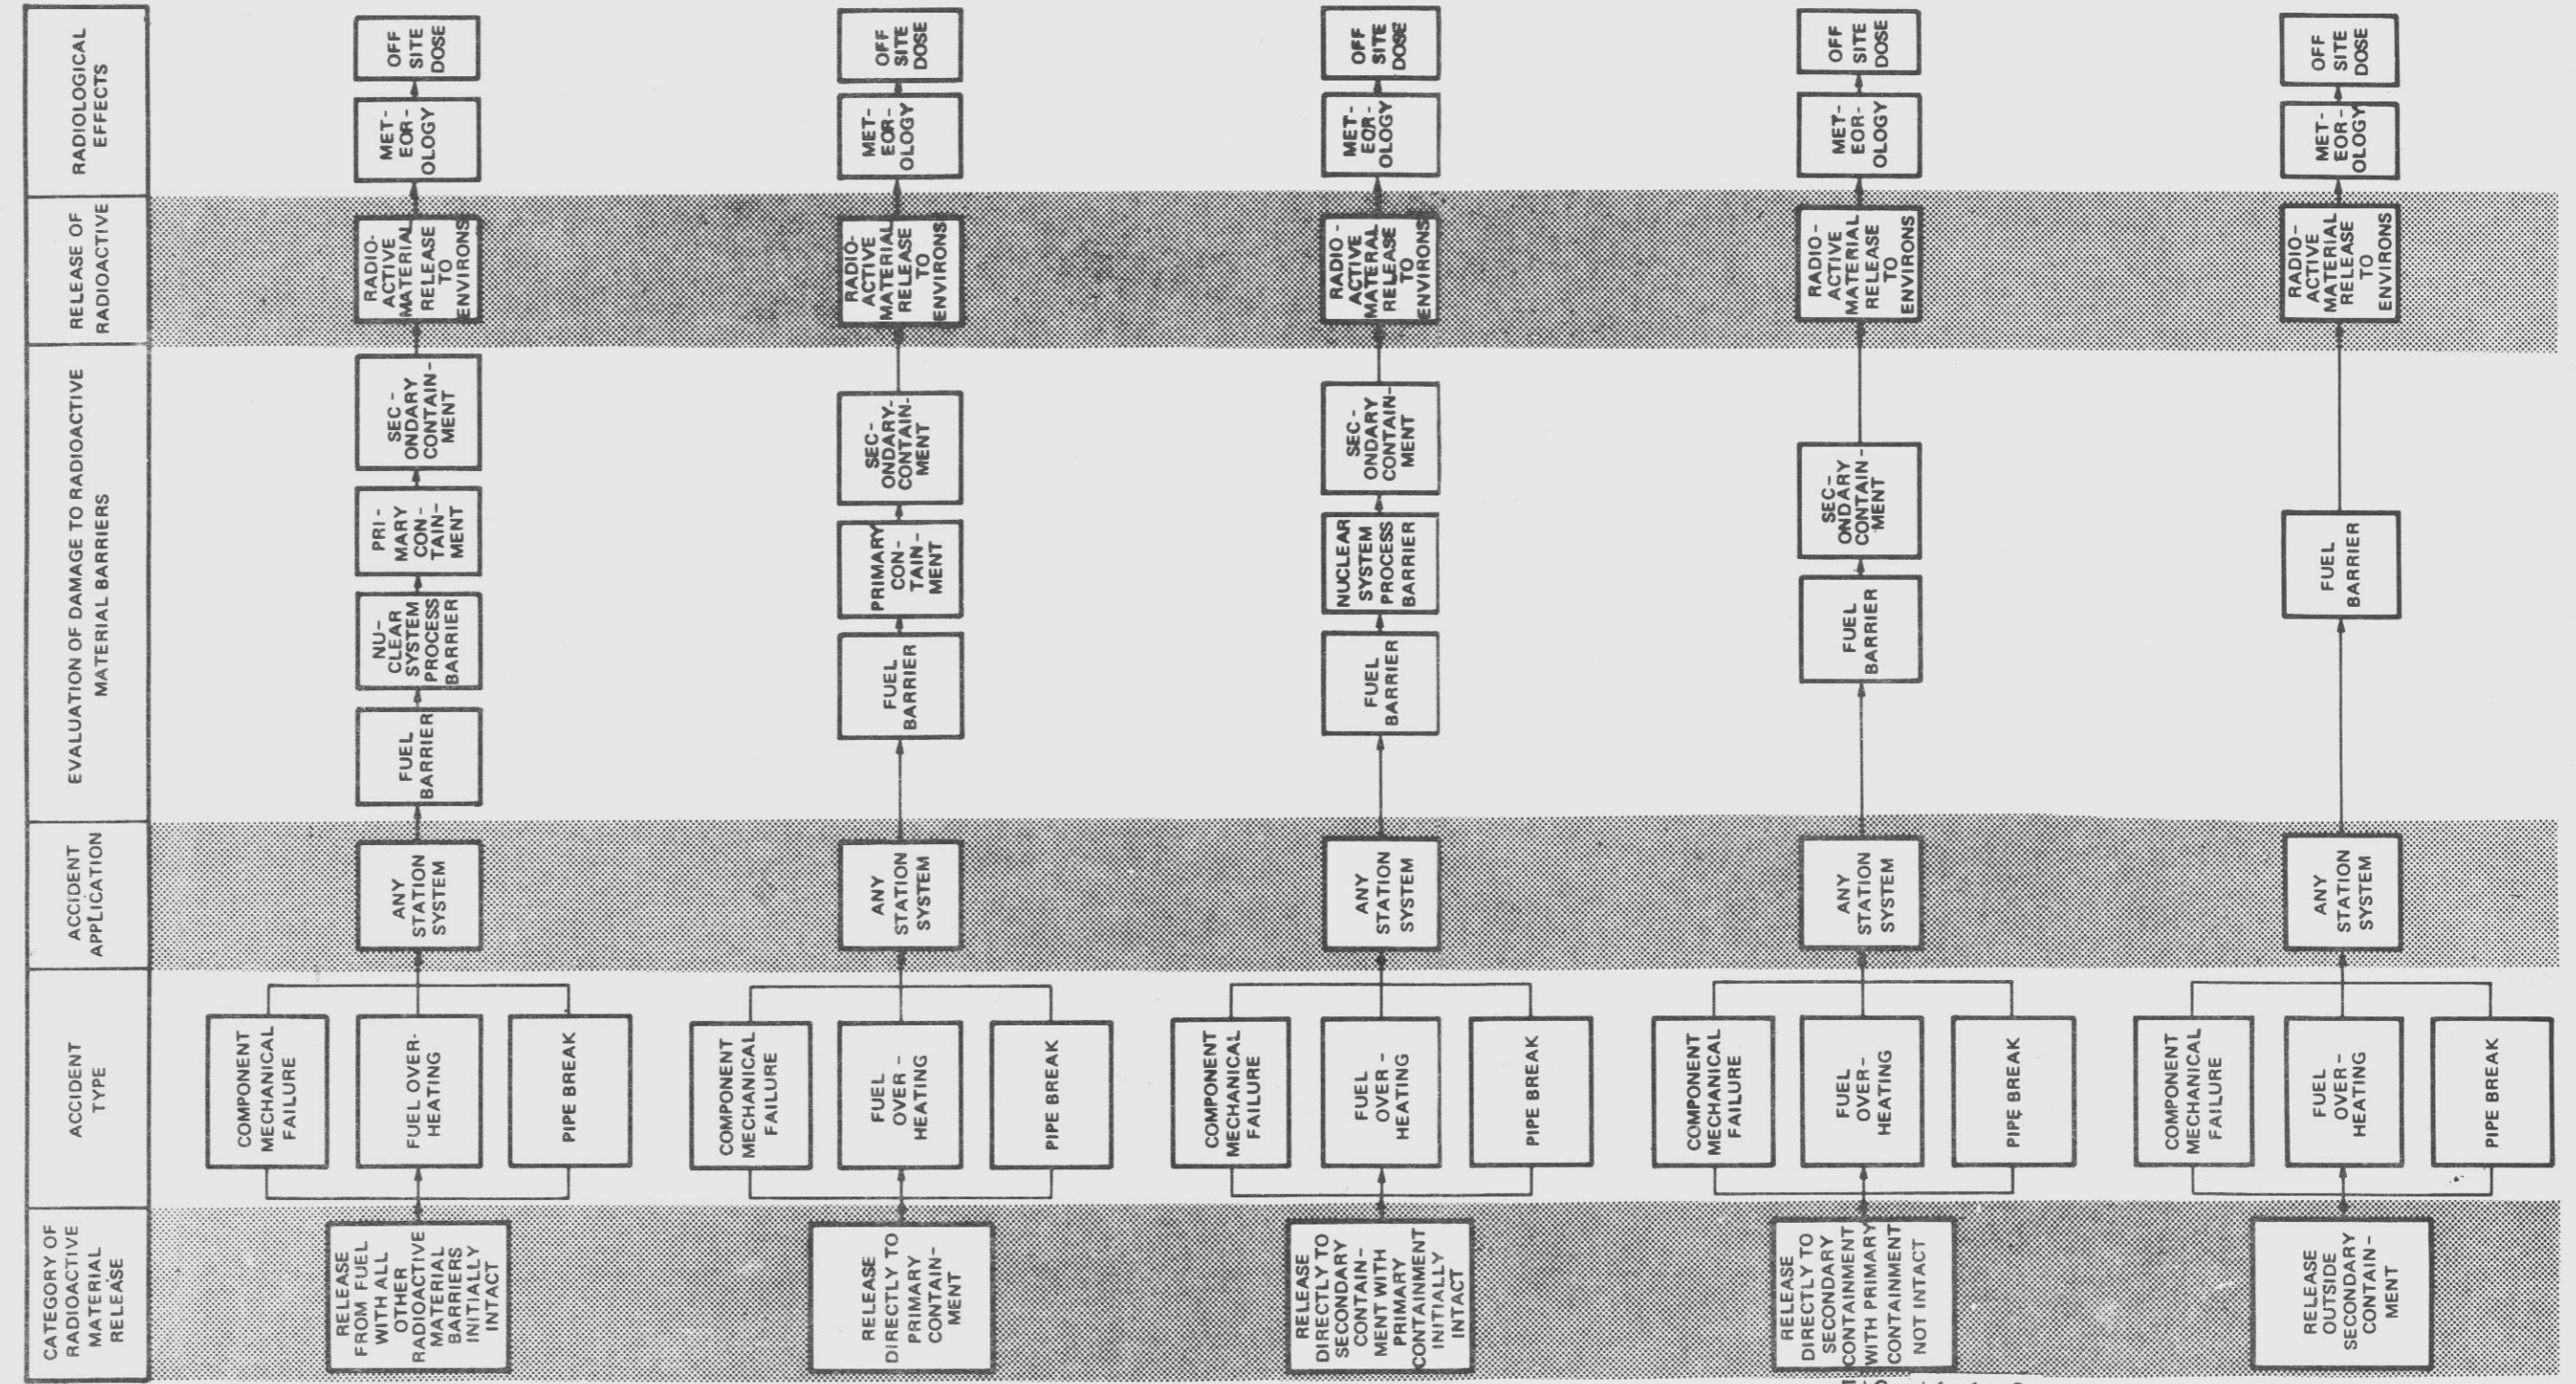 CATEGORY OF
RADIOACTIVE
MATERIAL
RELEASE
ACCIDENT
TYPE
ACCIDENT
APPLICATION
EVALUATION OF DAMAGE TO RADIOACTIVE
MATERIAL BARRIERS
RELEASE OF
RADIOACTIVE
RADIOLOGICAL
EFFECTS
RELEASE
FROM FUEL
WITH ALL
OTHER
RADIOACTIVE
MATERIAL
BARRIERS
INITIALLY
INTACT
COMPONENT
MECHANICAL
FAILURE
FUEL OVER-
HEATING
PIPE BREAK
ANY
STATION
SYSTEM
FUEL
BARRIER
NU-
CLEAR
SYSTEM
PROCESS
BARRIER
PRI-
MARY
CON-
TAIN-
MENT
SEC-
ONDARY
CONTAIN-
MENT
RADIO-
ACTIVE
MATERIAL
RELEASE
TO
ENVIRONS
MET-
EOR-
OLOGY
OFF
SITE
DOSE
RELEASE
DIRECTLY TO
PRIMARY
CONTAIN-
MENT
COMPONENT
MECHANICAL
FAILURE
FUEL
OVER-
HEATING
PIPE BREAK
ANY
STATION
SYSTEM
FUEL
BARRIER
PRIMARY
CON-
TAIN-
MENT
SEC-
ONDARY-
CONTAIN-
MENT
RADIO-
ACTIVE
MATERIAL
RELEASE
TO
ENVIRONS
MET-
EOR-
OLOGY
OFF
SITE
DOSE
RELEASE
DIRECTLY TO
SECONDARY
CONTAIN-
MENT WITH
PRIMARY
CONTAINMENT
INITIALLY
INTACT
COMPONENT
MECHANICAL
FAILURE
FUEL
OVER-
HEATING
PIPE BREAK
ANY
STATION
SYSTEM
FUEL
BARRIER
NUCLEAR
SYSTEM
PROCESS
BARRIER
SEC-
ONDARY
CONTAIN-
MENT
RADIO-
ACTIVE
MATERIAL
RELEASE
TO
ENVIRONS
MET-
EOR-
OLOGY
OFF
SITE
DOSE
RELEASE
DIRECTLY TO
SECONDARY
CONTAINMENT
WITH PRIMARY
CONTAINMENT
NOT INTACT
COMPONENT
MECHANICAL
FAILURE
FUEL
OVER-
HEATING
PIPE BREAK
ANY
STATION
SYSTEM
FUEL
BARRIER
SEC-
ONDARY
CONTAIN-
MENT
RADIO-
ACTIVE
MATERIAL
RELEASE
TO
ENVIRONS
MET-
EOR-
OLOGY
OFF
SITE
DOSE
RELEASE
OUTSIDE
SECONDARY
CONTAIN-
MENT
COMPONENT
MECHANICAL
FAILURE
FUEL
OVER-
HEATING
PIPE BREAK
ANY
STATION
SYSTEM
FUEL
BARRIER
RADIO-
ACTIVE
MATERIAL
RELEASE
TO
ENVIRONS
MET-
EOR-
OLOGY
OFF
SITE
DOSE